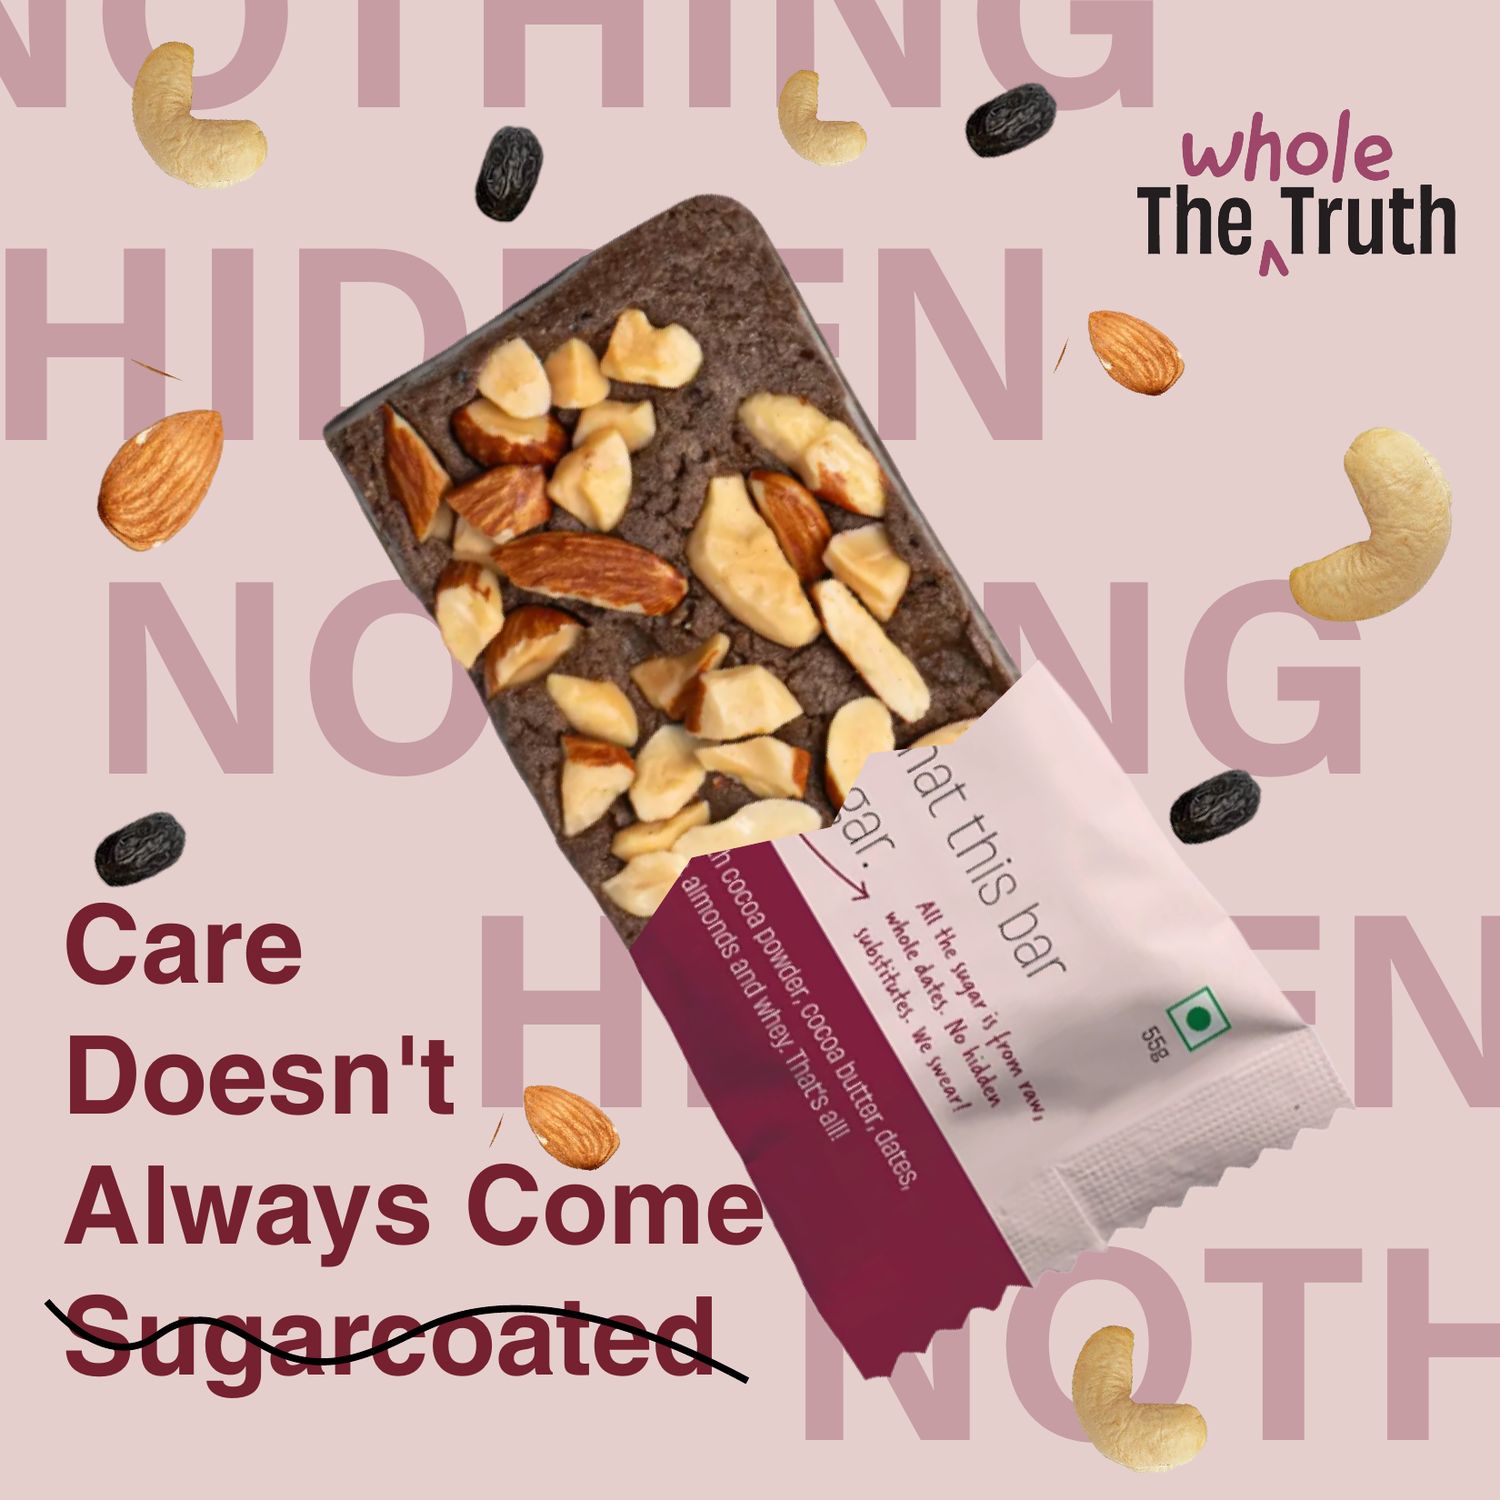 NOTHING
whole
The ^ Truth
HIDDEN
NOTHING
hat this bar
gar.
All the sugar is from raw,
whole dates. No hidden
substitutes. We swear!
h cocoa powder, cocoa butter, dates,
almonds and whey. That's all!
55g
HIDDEN
Care
Doesn't
Always Come
Sugarcoated
NOTH